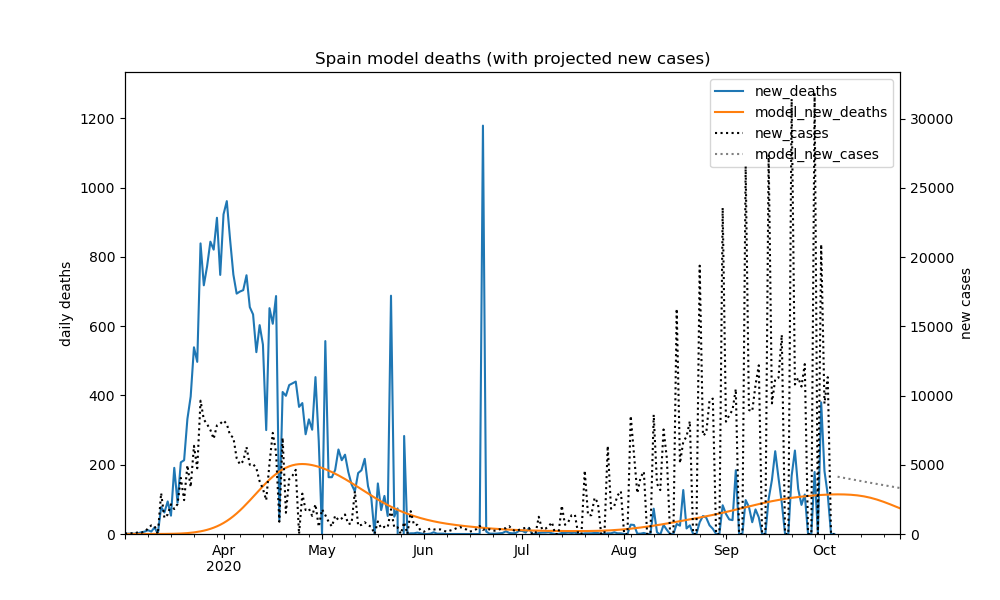 Spain model deaths (with projected new cases)
new_deaths
model_new_deaths
new_cases
model_new_cases
1200
1000
800
600
400
200
0
daily deaths
30000
25000
20000
15000
10000
5000
0
new cases
Apr
2020
May
Jun
Jul
Aug
Sep
Oct